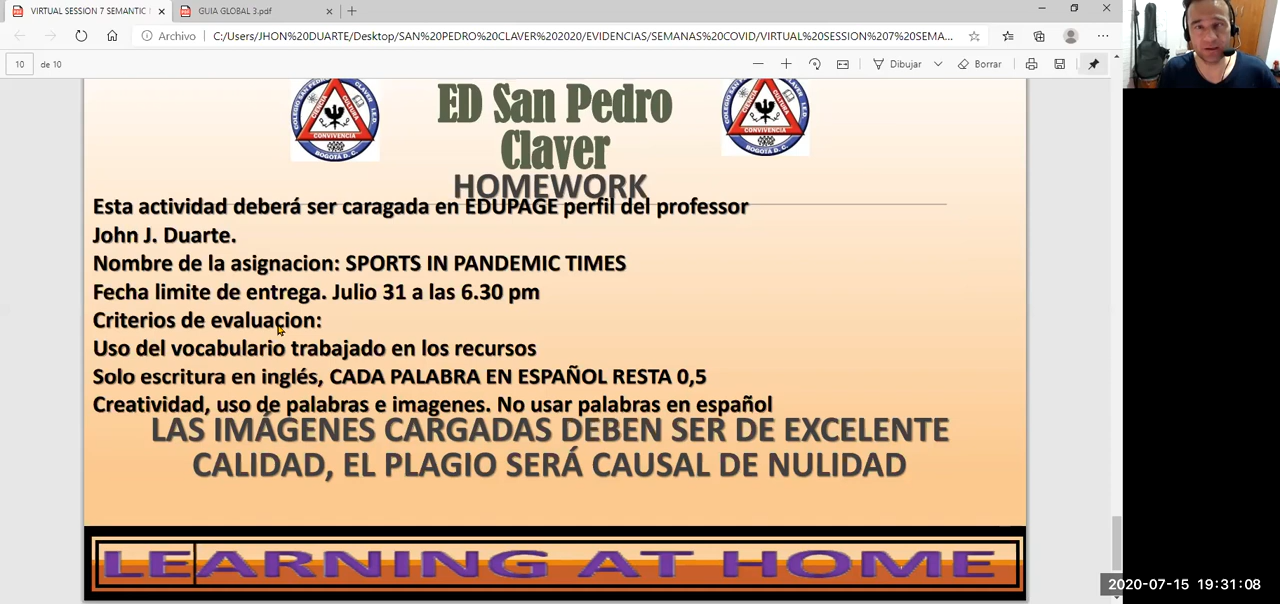 VIRTUAL SESSION 7 SEMANTIC
GUIA GLOBAL 3.pdf
Archivo
C:/Users/JHON%20DUARTE/Desktop/SAN%20PEDRO%20CLAVER%202020/EVIDENCIAS/SEMANAS%20COVID/VIRTUAL%20SESSION%207%20SEMA...
10 de 10
Dibujar
Borrar
ED San Pedro
Claver
CONVIVENCIA
BOGOTA D. C.
CONVIVENCIA
BOGOTA D. C.
HOMEWORK
Esta actividad deberá ser caragada en EDUPAGE perfil del professor
John J. Duarte.
Nombre de la asignacion: SPORTS IN PANDEMIC TIMES
Fecha limite de entrega. Julio 31 a las 6.30 pm
Criterios de evaluacion:
Uso del vocabulario trabajado en los recursos
Solo escritura en inglés, CADA PALABRA EN ESPAÑOL RESTA 0,5
Creatividad, uso de palabras e imagenes. No usar palabras en español
LAS IMÁGENES CARGADAS DEBEN SER DE EXCELENTE
CALIDAD, EL PLAGIO SERÁ CAUSAL DE NULIDAD
LEARNING AT HOME
2020-07-15 19:31:08